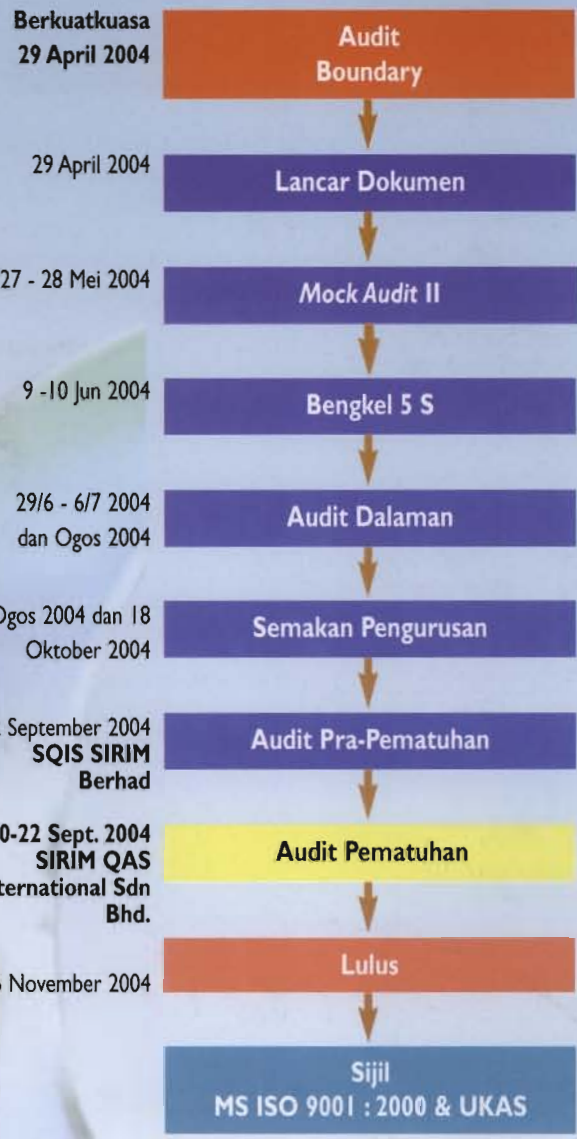 Berkuatkuasa
29 April 2004
Audit
Boundary
29 April 2004
Lancar Dokumen
27 - 28 Mei 2004
Mock Audit II
9 -10 Jun 2004
Bengkel 5 S
29/6 - 6/7 2004
dan Ogos 2004
Audit Dalaman
Ogos 2004 dan 18
Oktober 2004
Semakan Pengurusan
September 2004
SQIS SIRIM
Berhad
Audit Pra-Pematuhan
0-22 Sept. 2004
SIRIM QAS
ternational Sdn
Bhd.
Audit Pematuhan
November 2004
Lulus
Sijil
MS ISO 9001 : 2000 & UKAS